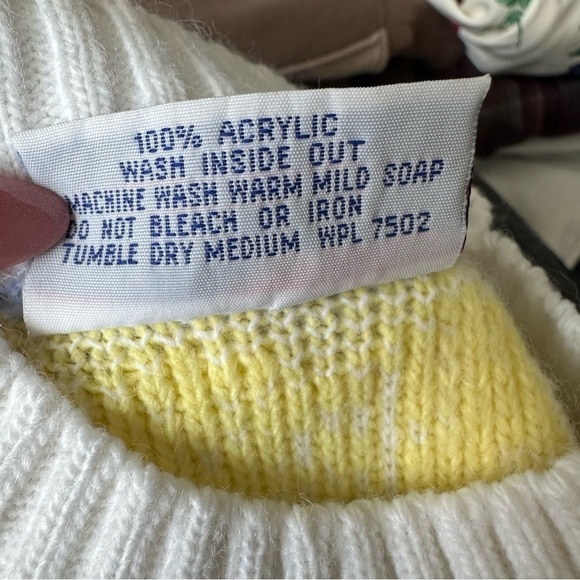 100% ACRYLIC
WASH INSIDE OUT
MACHINE WASH WARM MILD SOAP
DO NOT BLEACH OR IRON
TUMBLE DRY MEDIUM WPL 7502